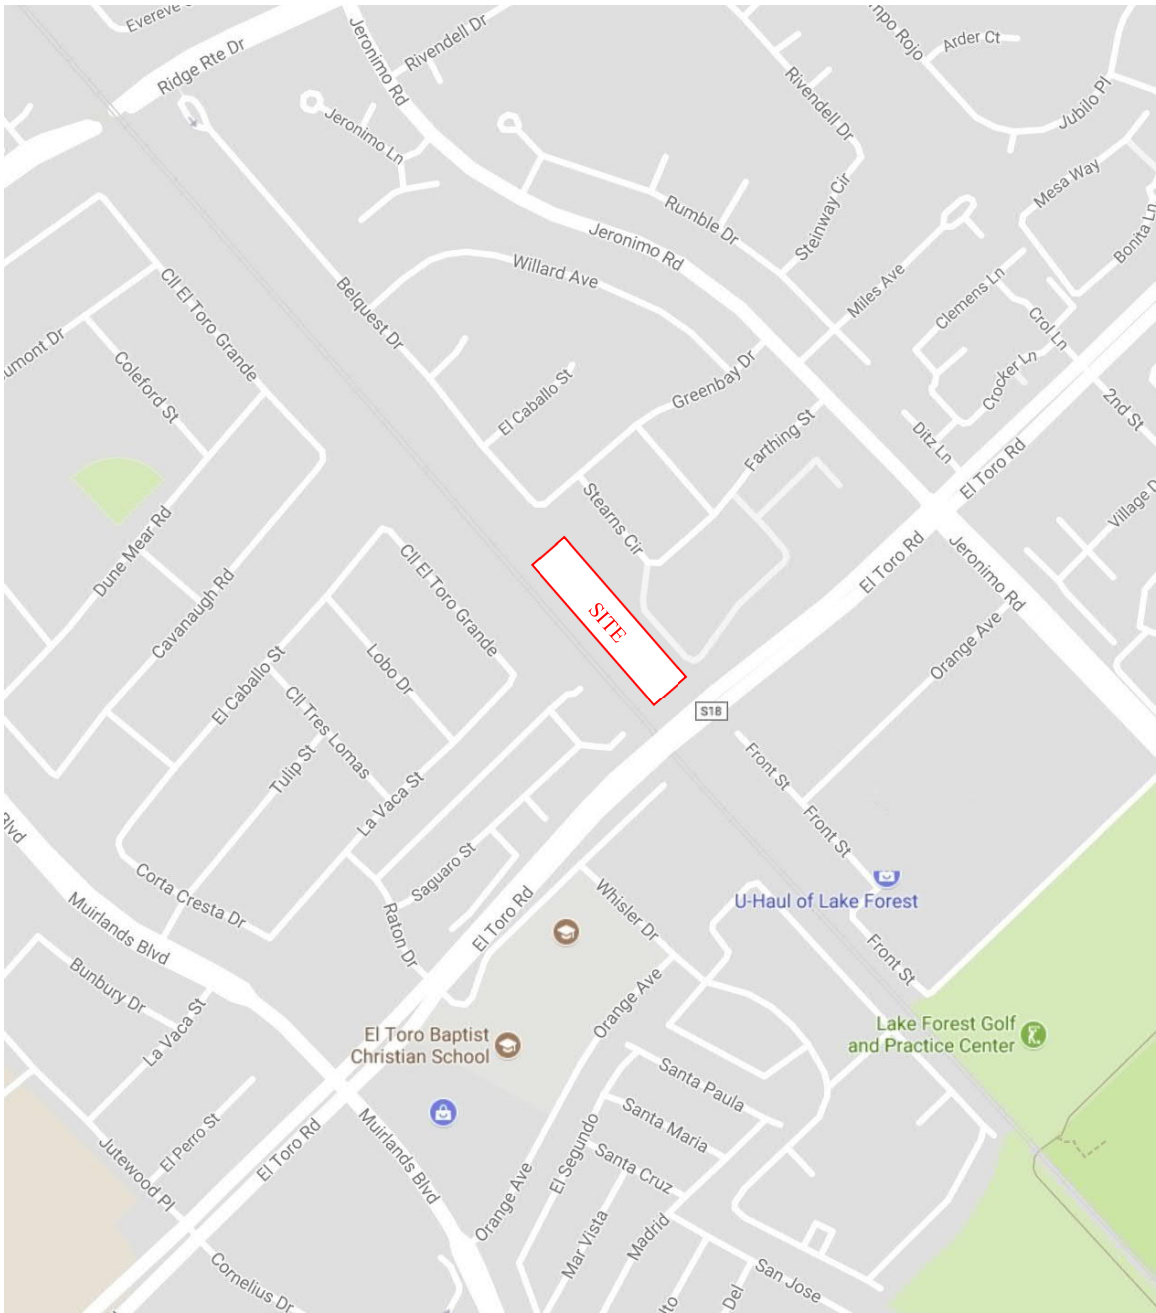 Evereve
Ridge Rte Dr
Jeronimo Rd
Rivendell Dr
Rivendell Dr
mpo Rojo
Arder Ct
Jubilo Pl
Jeronimo Ln
Mesa Way
Bonita Ln
Rumble Dr
Steinway Cir
Jeronimo Rd
Willard Ave
Miles Ave
Clemens Ln
Crol Ln
Cll El Toro Grande
Belquest Dr
umont Dr
Coleford St
El Caballo St
Greenbay Dr
Crocker Ln
2nd St
Farthing St
Ditz Ln
El Toro Rd
Village D
Stearns Cir
Dune Mear Rd
Cavanaugh Rd
Cll El Toro Grande
El Toro Rd
Jeronimo Rd
SITE
Orange Ave
El Caballo St
Lobo Dr
Cll Tres Lomas
Tulip St
S18
Front St
La Vaca St
Front St
Blvd
Saguaro St
Corta Cresta Dr
Muirlands Blvd
Raton Dr
El Toro Rd
Whisler Dr
U-Haul of Lake Forest
Front St
Bunbury Dr
La Vaca St
Orange Ave
El Toro Baptist
Christian School
Lake Forest Golf
and Practice Center
Santa Paula
Santa Maria
Santa Cruz
El Segundo
El Perro St
El Toro Rd
Muirlands Blvd
Jutewood Pl
Orange Ave
Mar Vista
Madrid
San Jose
Cornelius Dr
lto
Del